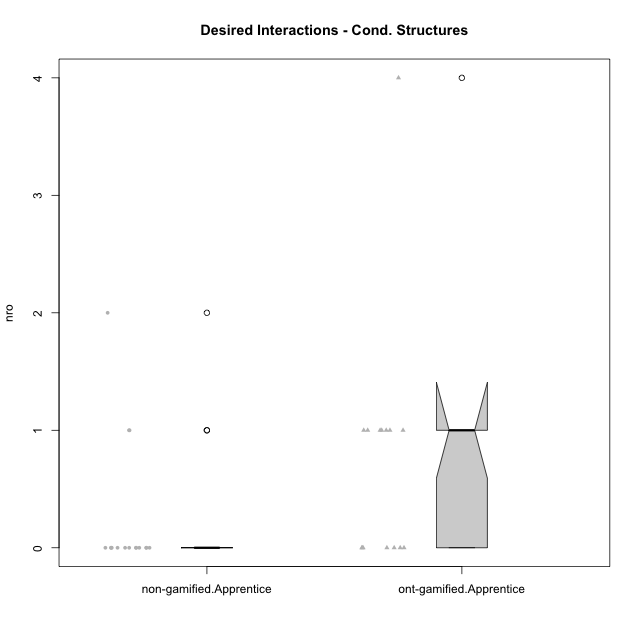 Desired Interactions - Cond. Structures
4
3
2
1
0
nro
non-gamified.Apprentice
ont-gamified.Apprentice